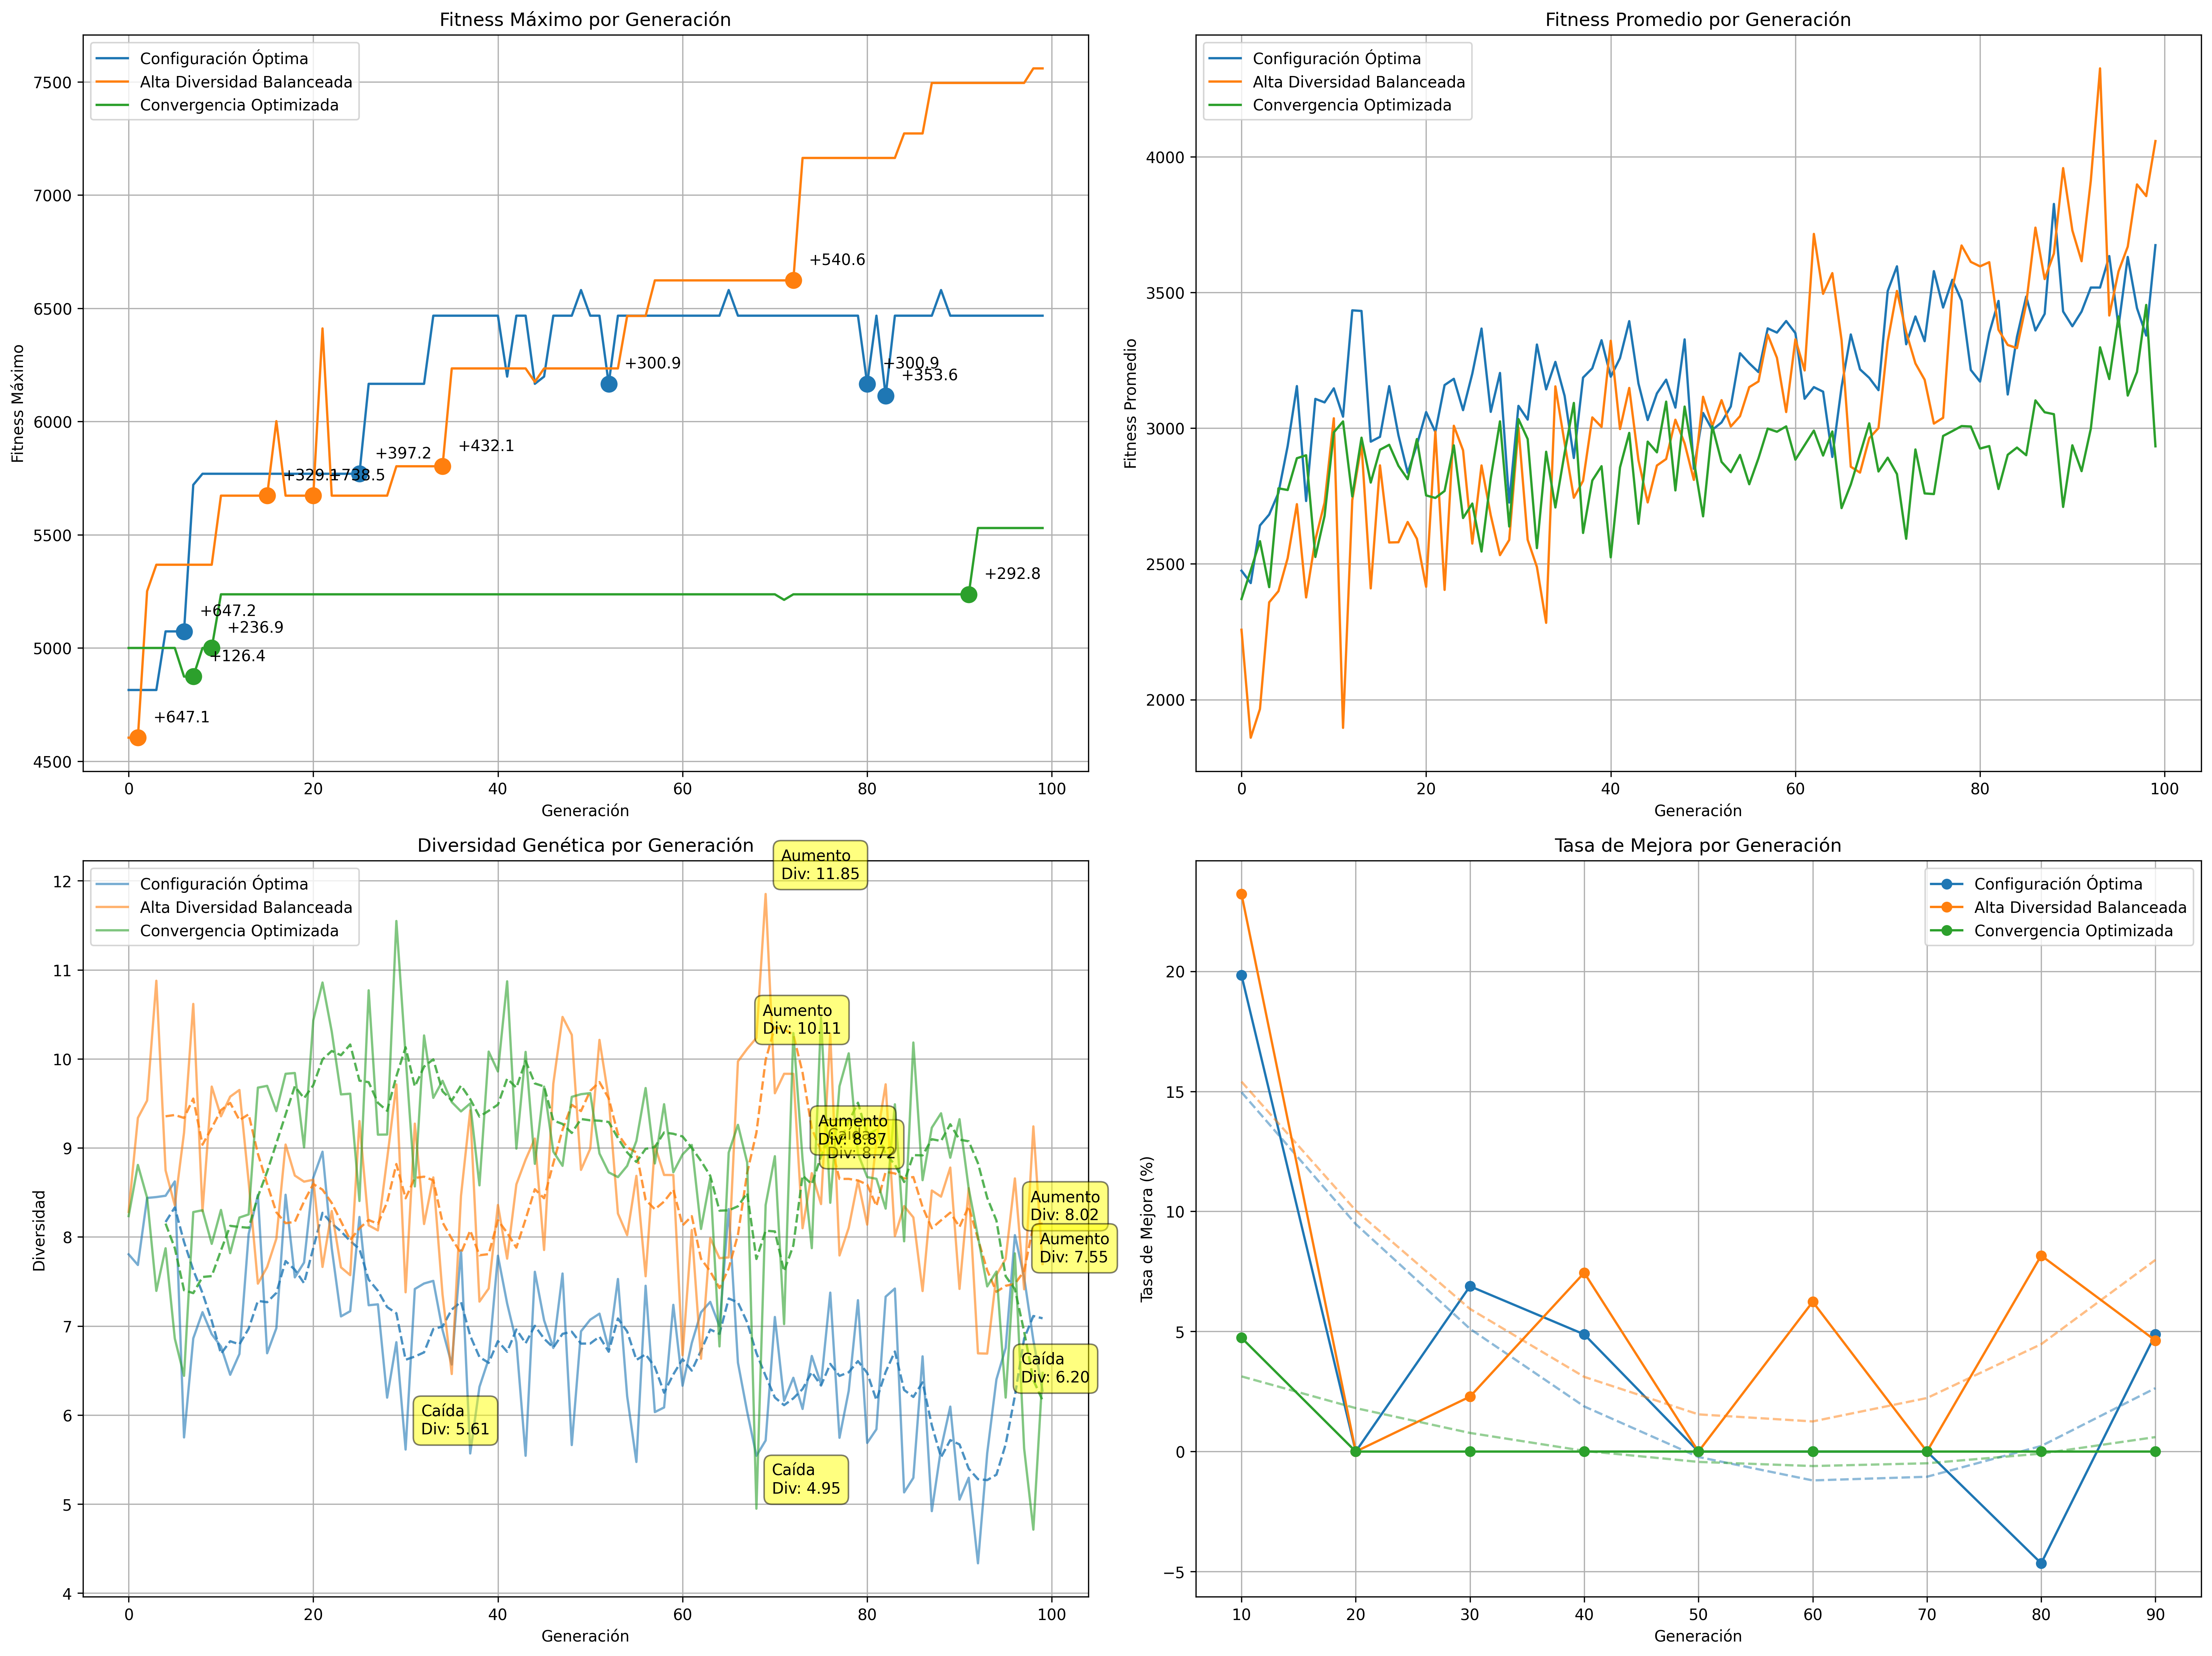 Fitness Máximo por Generación
Configuración Óptima
Alta Diversidad Balanceada
Convergencia Optimizada
Fitness Máximo
7500
7000
6500
6000
5500
5000
4500
+540.6
+300.9
+300.9
+353.6
+397.2
+432.1
+329.1
+738.5
+647.2
+236.9
+126.4
+292.8
+647.1
0 20 40 60 80 100
Generación
Fitness Promedio por Generación
Configuración Óptima
Alta Diversidad Balanceada
Convergencia Optimizada
Fitness Promedio
4000
3500
3000
2500
2000
0 20 40 60 80 100
Generación
Diversidad Genética por Generación
Configuración Óptima
Alta Diversidad Balanceada
Convergencia Optimizada
Diversidad
12
11
10
9
8
7
6
5
4
Aumento
Div: 11.85
Aumento
Div: 10.11
Aumento
Div: 8.87
Caída
Div: 8.72
Aumento
Div: 8.02
Aumento
Div: 7.55
Caída
Div: 6.20
Caída
Div: 5.61
Caída
Div: 4.95
0 20 40 60 80 100
Generación
Tasa de Mejora por Generación
Configuración Óptima
Alta Diversidad Balanceada
Convergencia Optimizada
Tasa de Mejora (%)
20
15
10
5
0
−5
10 20 30 40 50 60 70 80 90
Generación